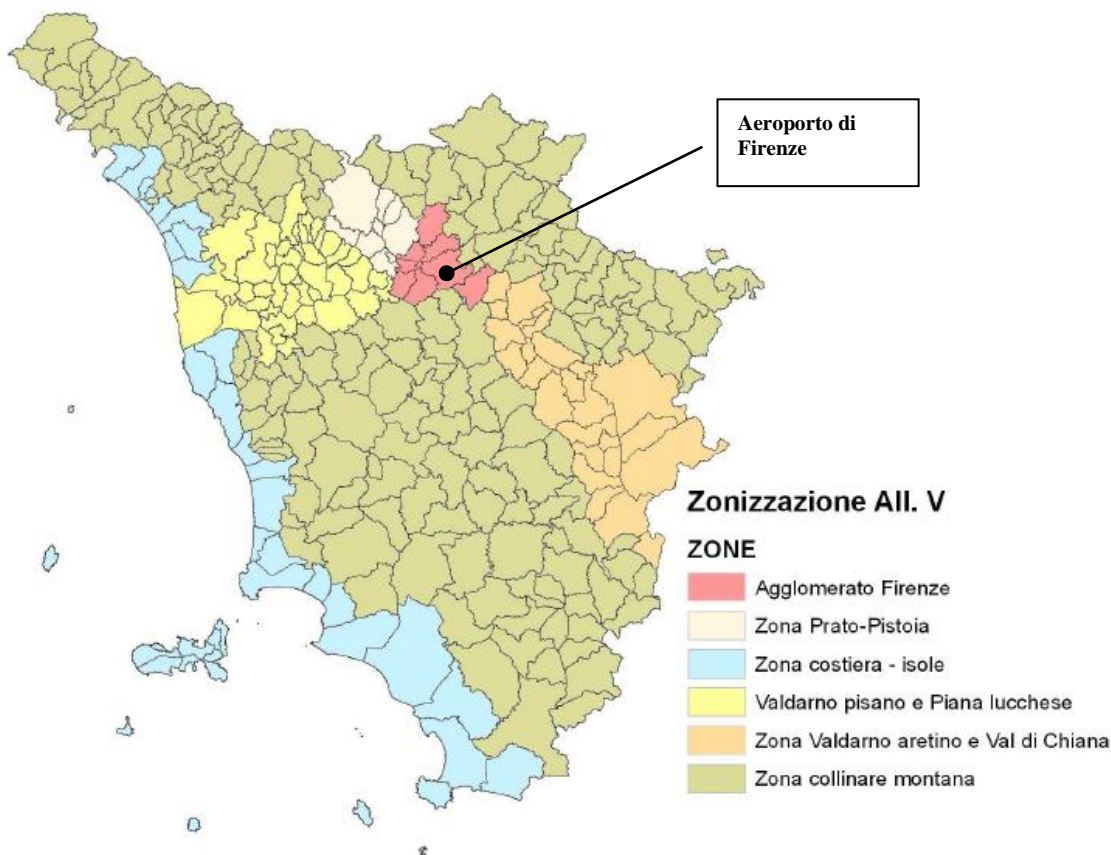 Aeroporto di
Firenze
Zonizzazione All. V
ZONE
Agglomerato Firenze
Zona Prato-Pistoia
Zona costiera - isole
Valdarno pisano e Piana lucchese
Zona Valdarno aretino e Val di Chiana
Zona collinare montana